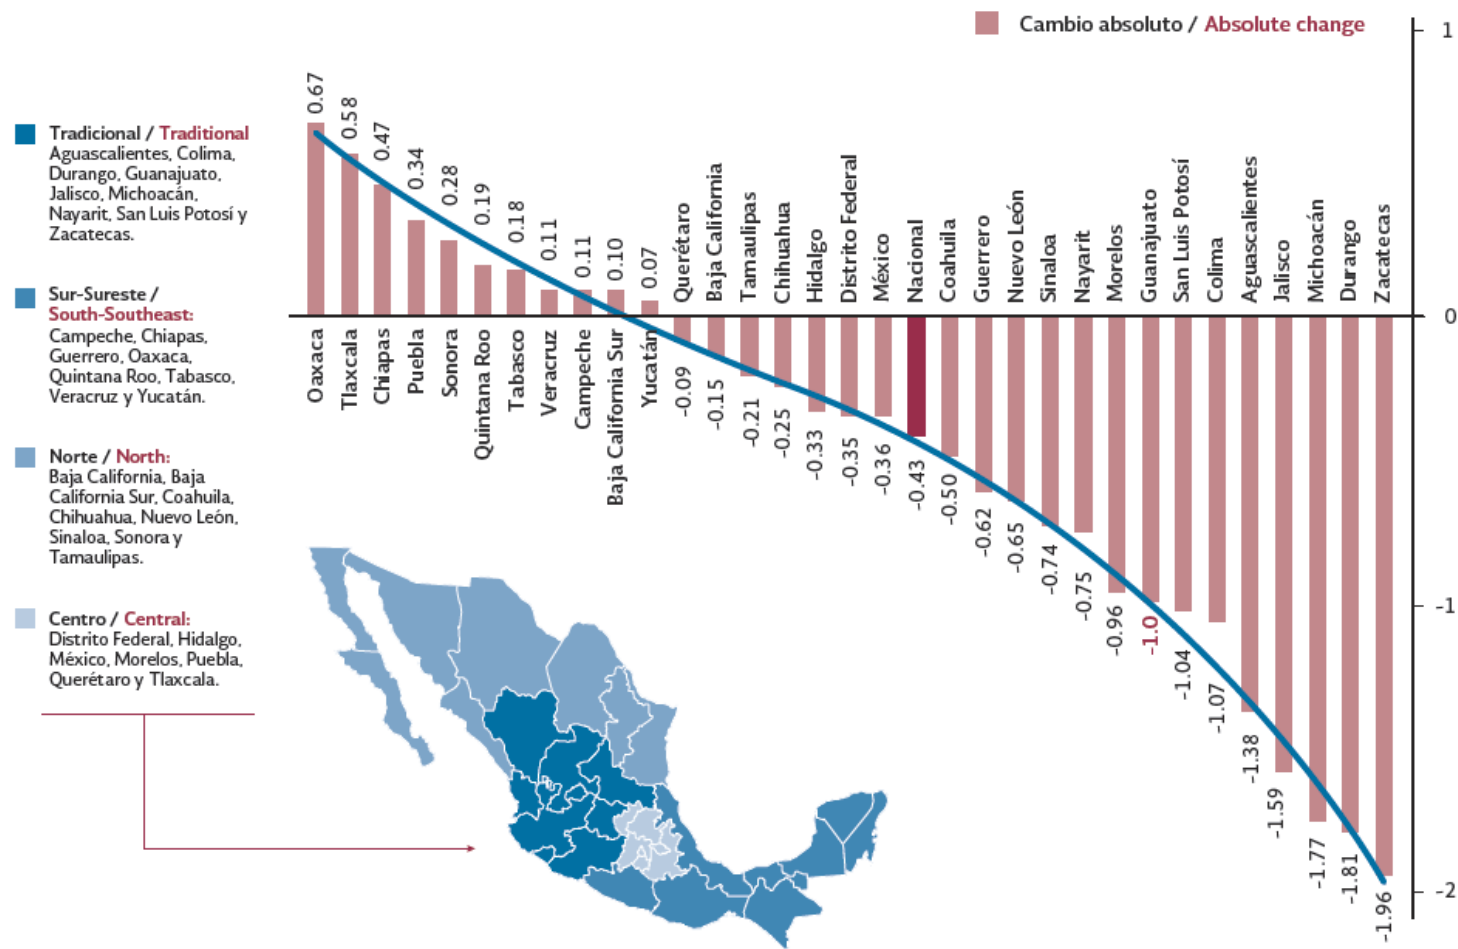 Cambio absoluto / Absolute change
Tradicional / Traditional
Aguascalientes, Colima,
Durango, Guanajuato,
Jalisco, Michoacán,
Nayarit, San Luis Potosí y
Zacatecas.
Sur-Sureste /
South-Southeast:
Campeche, Chiapas,
Guerrero, Oaxaca,
Quintana Roo, Tabasco,
Veracruz y Yucatán.
Norte / North:
Baja California, Baja
California Sur, Coahuila,
Chihuahua, Nuevo León,
Sinaloa, Sonora y
Tamaulipas.
Centro / Central:
Distrito Federal, Hidalgo,
México, Morelos, Puebla,
Querétaro y Tlaxcala.
0.67
Oaxaca
0.58
Tlaxcala
0.47
Chiapas
0.34
Puebla
0.28
Sonora
0.19
Quintana Roo
0.18
Tabasco
0.11
Veracruz
0.11
Campeche
0.10
Baja California Sur
0.07
Yucatán
Querétaro
-0.09
Baja California
-0.15
Tamaulipas
-0.21
Chihuahua
-0.25
Hidalgo
-0.33
Distrito Federal
-0.35
México
-0.36
Nacional
-0.43
Coahuila
-0.50
Guerrero
-0.62
Nuevo León
-0.65
Sinaloa
-0.74
Nayarit
-0.75
Morelos
-0.96
Guanajuato
-1.0
San Luis Potosí
-1.04
Colima
-1.07
Aguascalientes
-1.38
Jalisco
-1.59
Michoacán
-1.77
Durango
-1.81
Zacatecas
-1.96
1
0
-1
-2